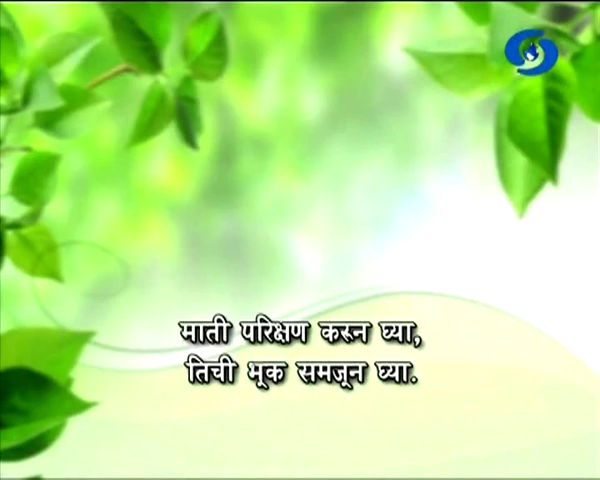 माती परिक्षण करून घ्या,
तिची भूक समजून घ्या.